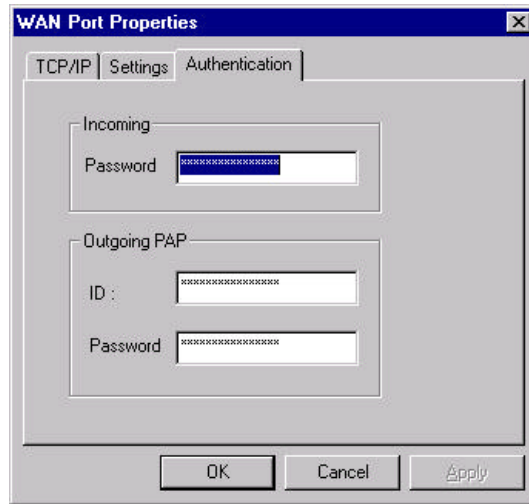 WAN Port Properties
TCP/IP Settings Authentication
Incoming
Password ****************
Outgoing PAP
ID : ****************
Password ****************
OK Cancel Apply